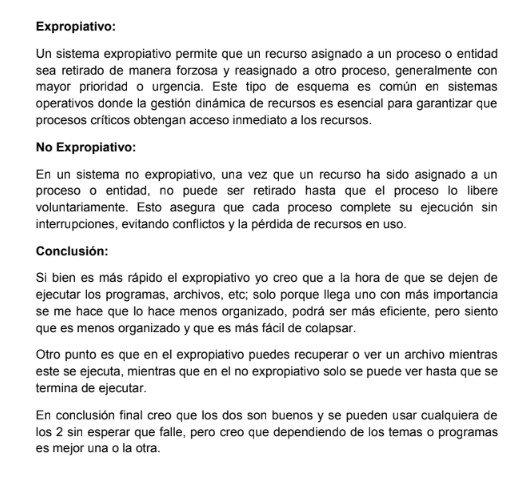 Expropiativo:
Un sistema expropiativo permite que un recurso asignado a un proceso o entidad
sea retirado de manera forzosa y reasignado a otro proceso, generalmente con
mayor prioridad o urgencia. Este tipo de esquema es común en sistemas
operativos donde la gestión dinámica de recursos es esencial para garantizar que
procesos críticos obtengan acceso inmediato a los recursos.
No Expropiativo:
En un sistema no expropiativo, una vez que un recurso ha sido asignado a un
proceso o entidad, no puede ser retirado hasta que el proceso lo libere
voluntariamente. Esto asegura que cada proceso complete su ejecución sin
interrupciones, evitando conflictos y la pérdida de recursos en uso.
Conclusión:
Si bien es más rápido el expropiativo yo creo que a la hora de que se dejen de
ejecutar los programas, archivos, etc; solo porque llega uno con más importancia
se me hace que lo hace menos organizado, podrá ser más eficiente, pero siento
que es menos organizado y que es más fácil de colapsar.
Otro punto es que en el expropiativo puedes recuperar o ver un archivo mientras
este se ejecuta, mientras que en el no expropiativo solo se puede ver hasta que se
termina de ejecutar.
En conclusión final creo que los dos son buenos y se pueden usar cualquiera de
los 2 sin esperar que falle, pero creo que dependiendo de los temas o programas
es mejor una o la otra.